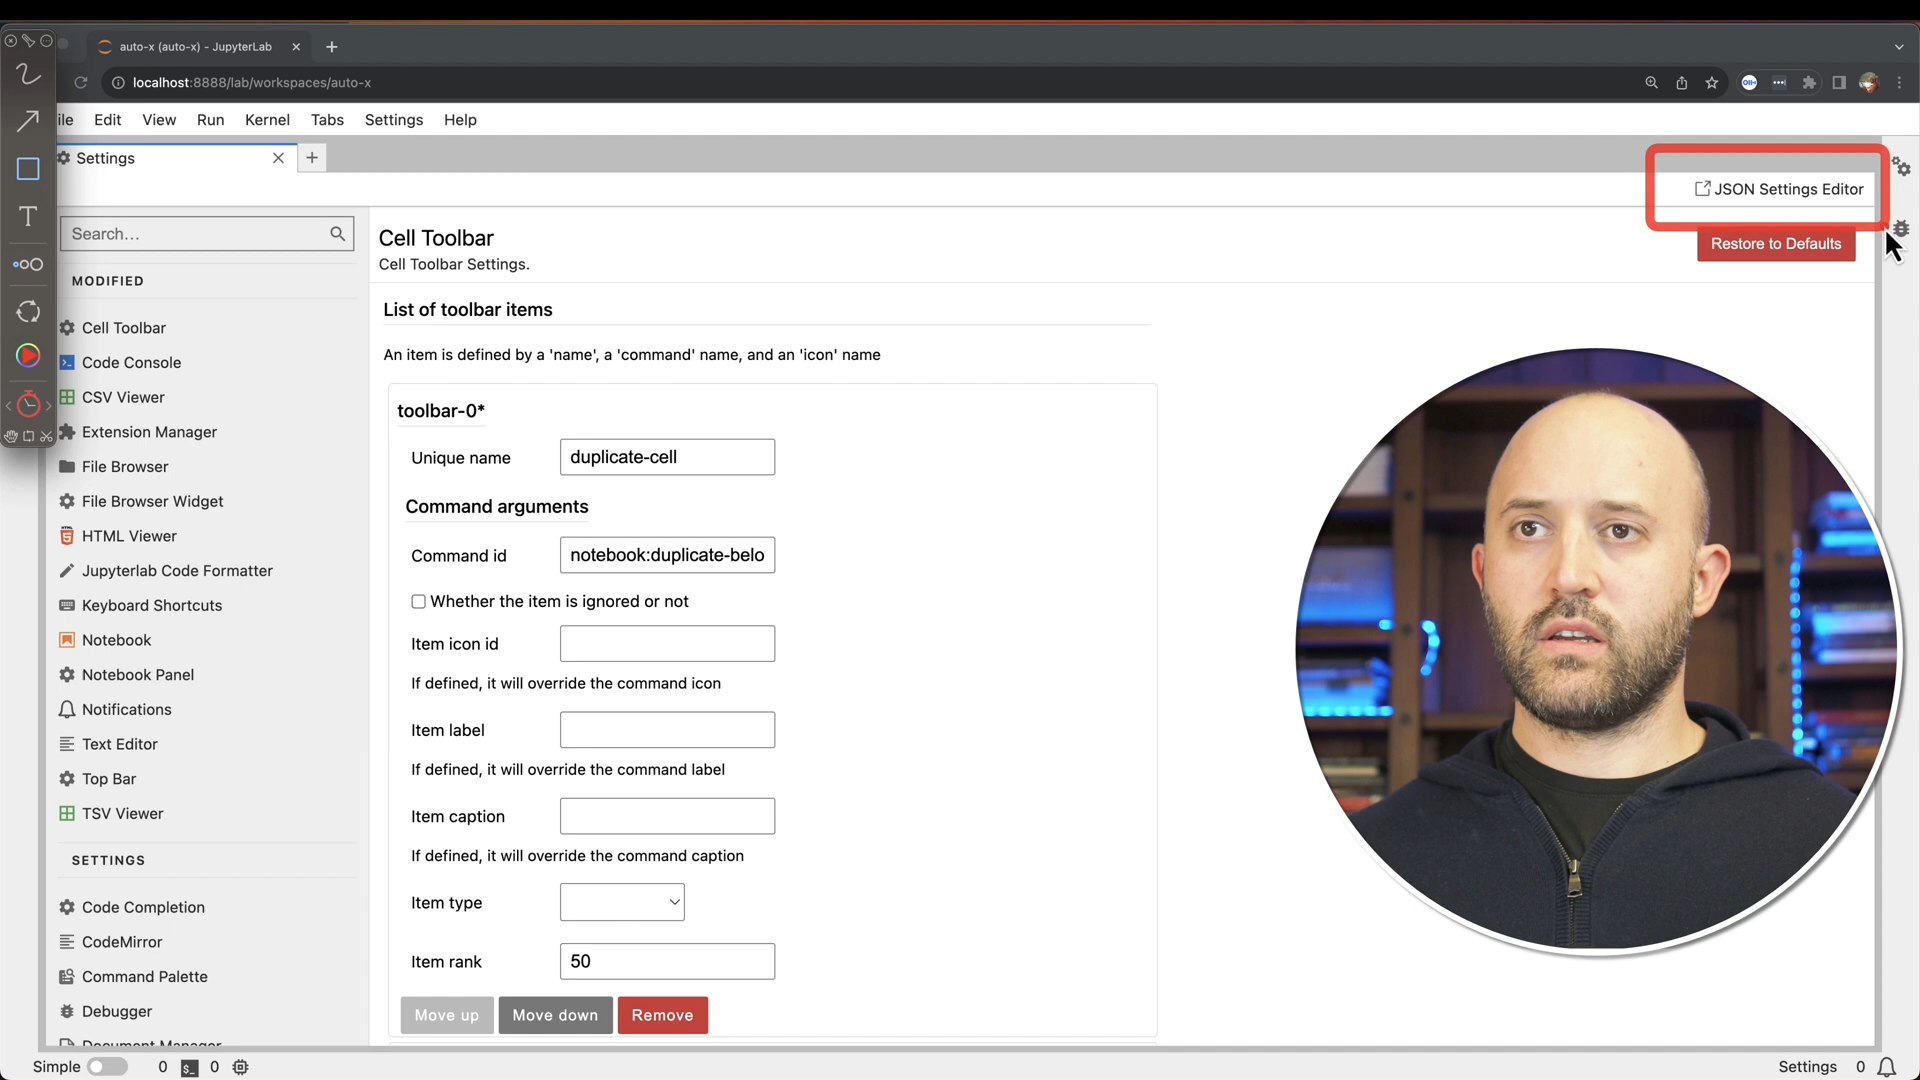 auto-x (auto-x) - JupyterLab
localhost:8888/lab/workspaces/auto-x
ile Edit View Run Kernel Tabs Settings Help
Settings
JSON Settings Editor
Search...
Cell Toolbar
Restore to Defaults
Cell Toolbar Settings.
MODIFIED
List of toolbar items
Cell Toolbar
An item is defined by a 'name', a 'command' name, and an 'icon' name
Code Console
CSV Viewer
toolbar-0*
Extension Manager
Unique name duplicate-cell
File Browser
File Browser Widget
Command arguments
HTML Viewer
Command id notebook:duplicate-belo
Jupyterlab Code Formatter
Whether the item is ignored or not
Keyboard Shortcuts
Notebook
Item icon id
Notebook Panel
If defined, it will override the command icon
Notifications
Item label
Text Editor
If defined, it will override the command label
Top Bar
TSV Viewer
Item caption
SETTINGS
If defined, it will override the command caption
Code Completion
Item type
CodeMirror
Item rank 50
Command Palette
Debugger
Move up Move down Remove
Document Manager
Simple 0 $_ 0
Settings 0